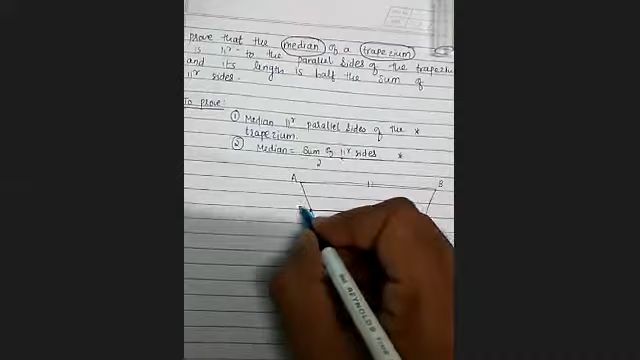 prove that the median of a trapezium
is ||r to the parallel sides of the trapezium
and its length is half the sum of
||r sides.
To prove:
① Median ||r parallel sides of the *
trapezium.
② Median = Sum of ||r sides *
2
A B
REYNOLDS